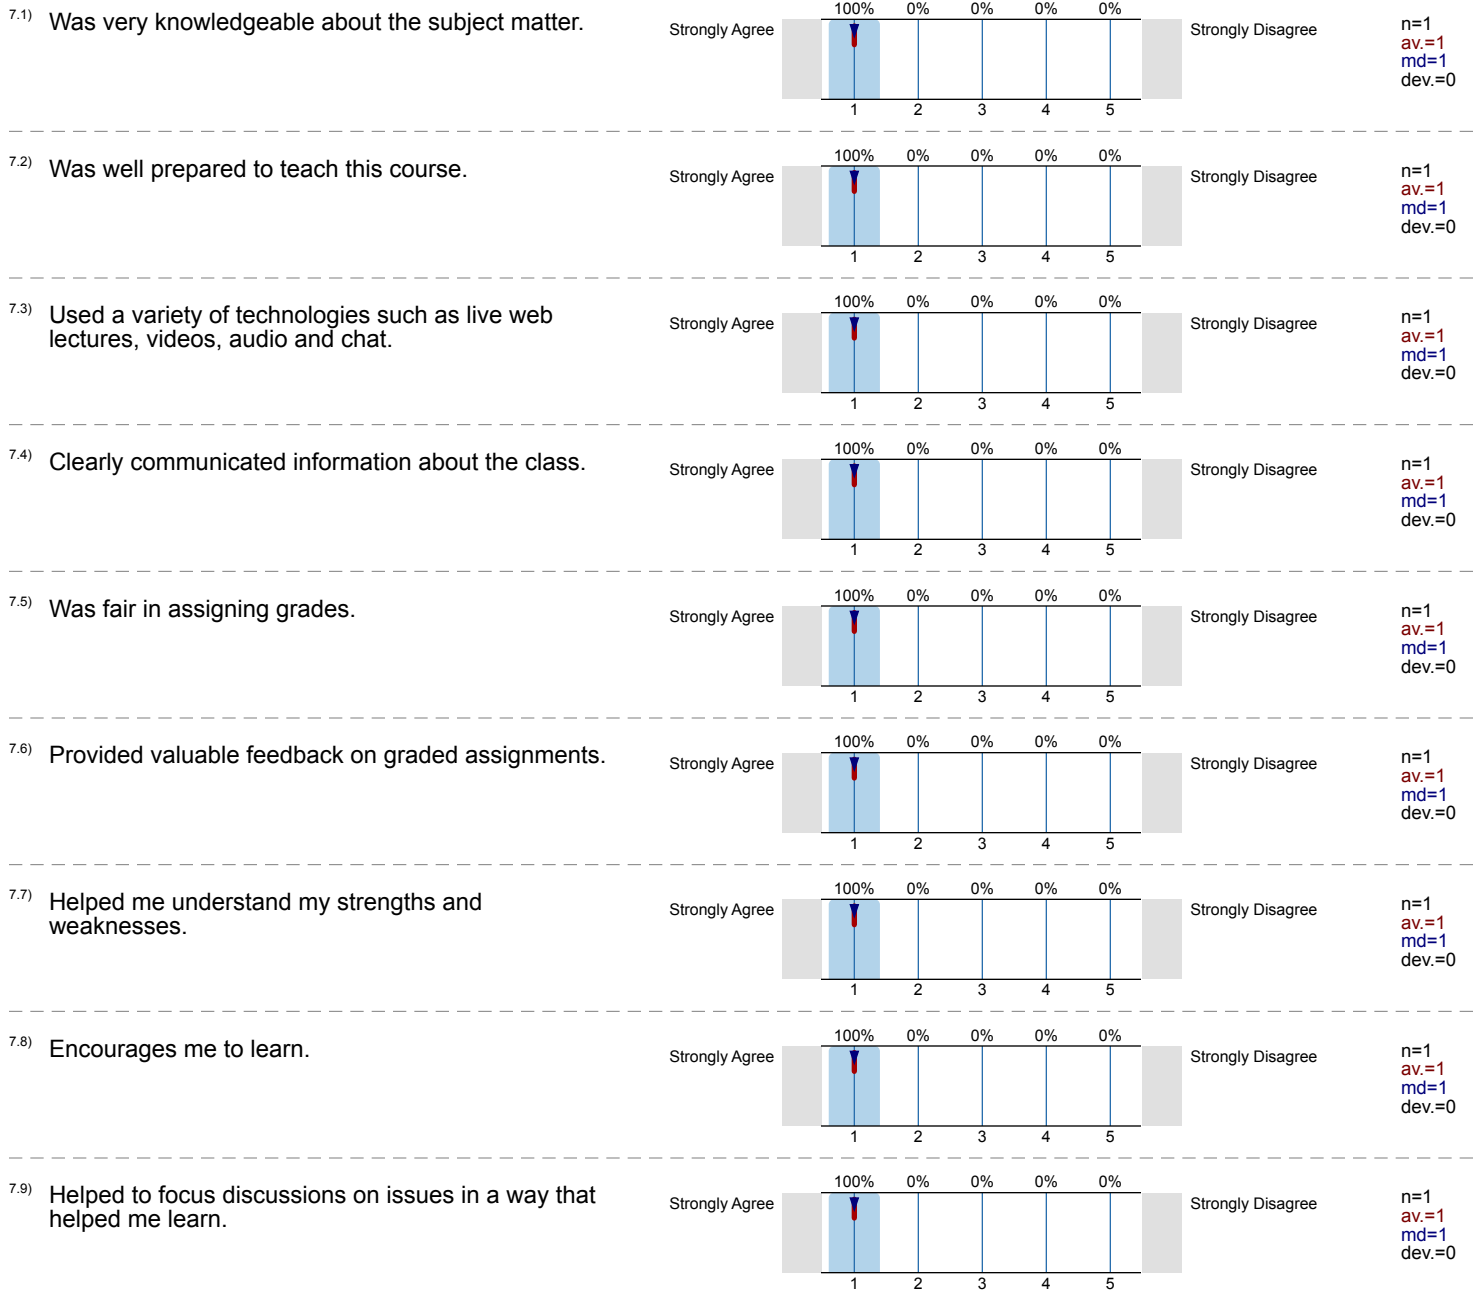 7.1) Was very knowledgeable about the subject matter.
100% 0% 0% 0% 0%
Strongly Agree Strongly Disagree
n=1
av.=1
md=1
dev.=0
1 2 3 4 5
7.2) Was well prepared to teach this course.
100% 0% 0% 0% 0%
Strongly Agree Strongly Disagree
n=1
av.=1
md=1
dev.=0
1 2 3 4 5
7.3) Used a variety of technologies such as live web
lectures, videos, audio and chat.
100% 0% 0% 0% 0%
Strongly Agree Strongly Disagree
n=1
av.=1
md=1
dev.=0
1 2 3 4 5
7.4) Clearly communicated information about the class.
100% 0% 0% 0% 0%
Strongly Agree Strongly Disagree
n=1
av.=1
md=1
dev.=0
1 2 3 4 5
7.5) Was fair in assigning grades.
100% 0% 0% 0% 0%
Strongly Agree Strongly Disagree
n=1
av.=1
md=1
dev.=0
1 2 3 4 5
7.6) Provided valuable feedback on graded assignments.
100% 0% 0% 0% 0%
Strongly Agree Strongly Disagree
n=1
av.=1
md=1
dev.=0
1 2 3 4 5
7.7) Helped me understand my strengths and
weaknesses.
100% 0% 0% 0% 0%
Strongly Agree Strongly Disagree
n=1
av.=1
md=1
dev.=0
1 2 3 4 5
7.8) Encourages me to learn.
100% 0% 0% 0% 0%
Strongly Agree Strongly Disagree
n=1
av.=1
md=1
dev.=0
1 2 3 4 5
7.9) Helped to focus discussions on issues in a way that
helped me learn.
100% 0% 0% 0% 0%
Strongly Agree Strongly Disagree
n=1
av.=1
md=1
dev.=0
1 2 3 4 5